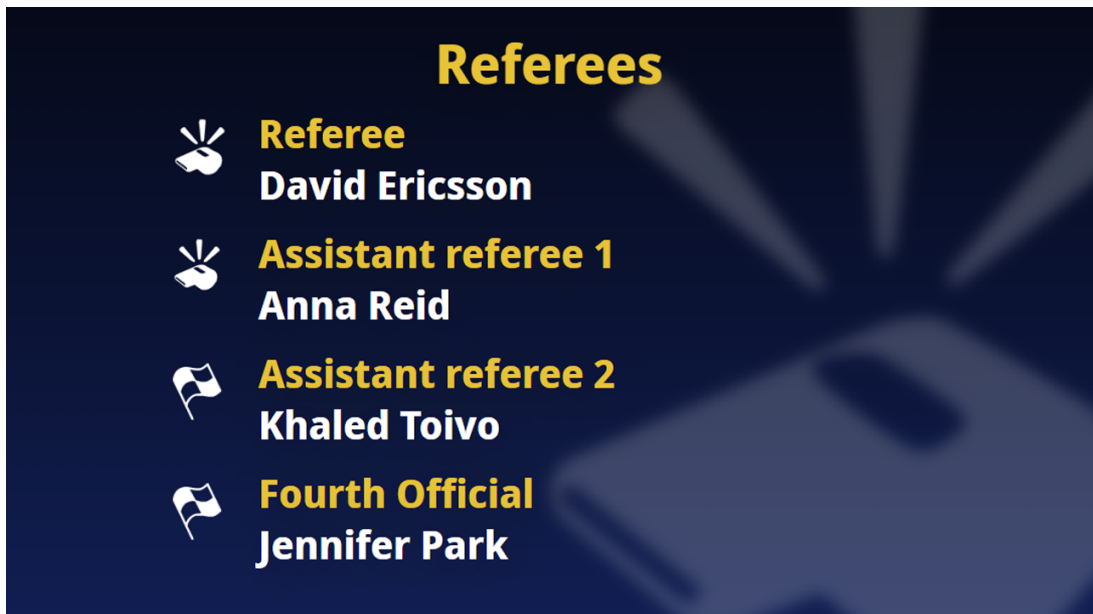 Referees
Referee
David Ericsson
Assistant referee 1
Anna Reid
Assistant referee 2
Khaled Toivo
Fourth Official
Jennifer Park